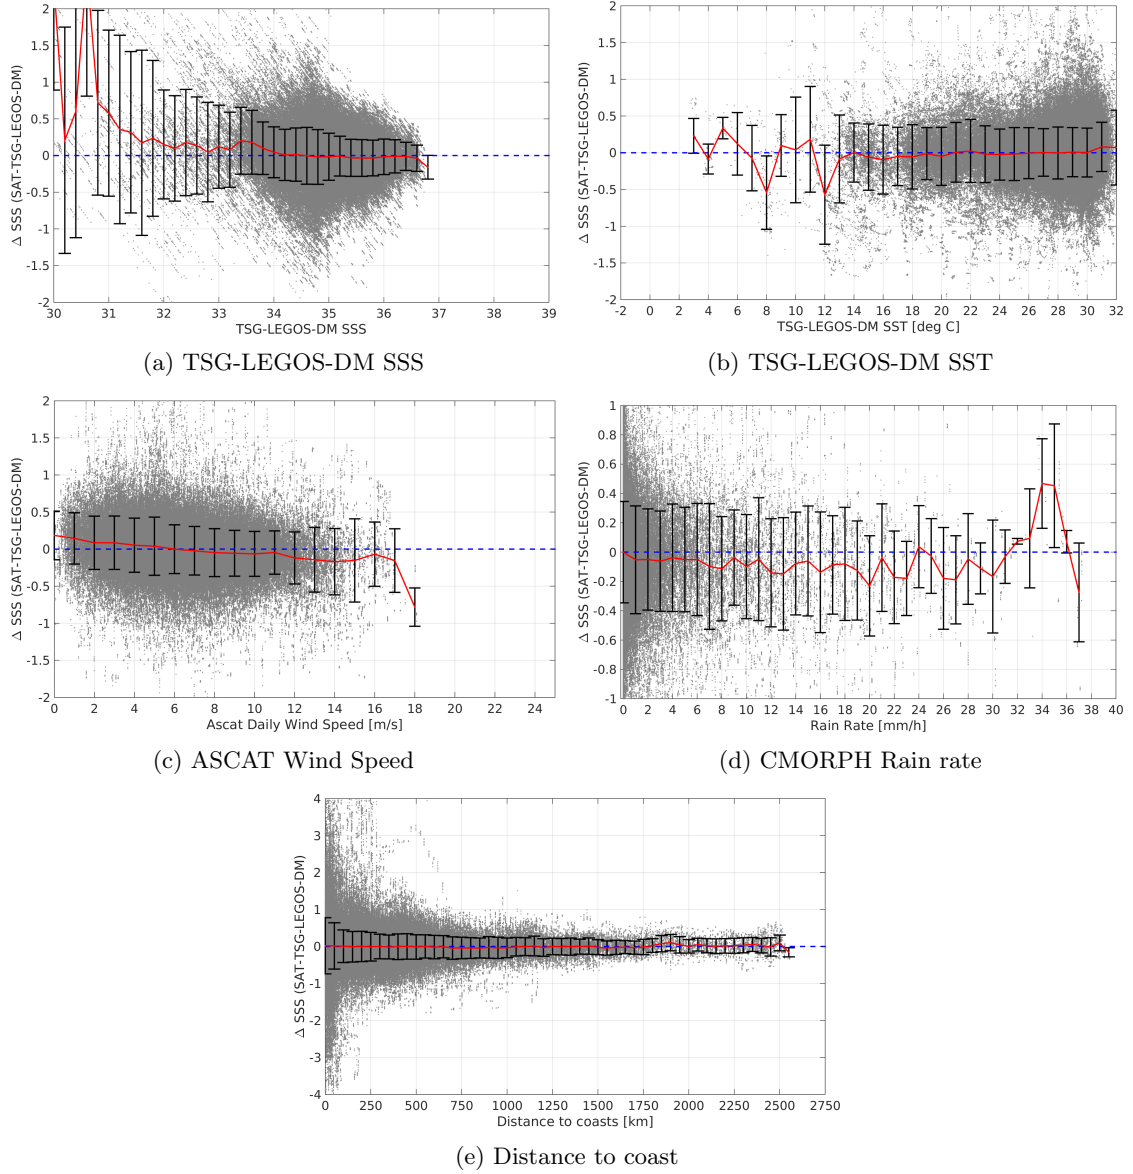 2
1.5
1
0.5
0
-0.5
-1
-1.5
-2
Δ SSS (SAT-TSG-LEGOS-DM)
30 31 32 33 34 35 36 37 38 39
TSG-LEGOS-DM SSS
(a) TSG-LEGOS-DM SSS
2
1.5
1
0.5
0
-0.5
-1
-1.5
-2
Δ SSS (SAT-TSG-LEGOS-DM)
-2 0 2 4 6 8 10 12 14 16 18 20 22 24 26 28 30 32
TSG-LEGOS-DM SST [deg C]
(b) TSG-LEGOS-DM SST
2
1.5
1
0.5
0
-0.5
-1
-1.5
-2
Δ SSS (SAT-TSG-LEGOS-DM)
0 2 4 6 8 10 12 14 16 18 20 22 24
Ascat Daily Wind Speed [m/s]
(c) ASCAT Wind Speed
1
0.8
0.6
0.4
0.2
0
-0.2
-0.4
-0.6
-0.8
-1
Δ SSS (SAT-TSG-LEGOS-DM)
0 2 4 6 8 10 12 14 16 18 20 22 24 26 28 30 32 34 36 38 40
Rain Rate [mm/h]
(d) CMORPH Rain rate
4
3
2
1
0
-1
-2
-3
-4
Δ SSS (SAT-TSG-LEGOS-DM)
0 250 500 750 1000 1250 1500 1750 2000 2250 2500 2750
Distance to coasts [km]
(e) Distance to coast